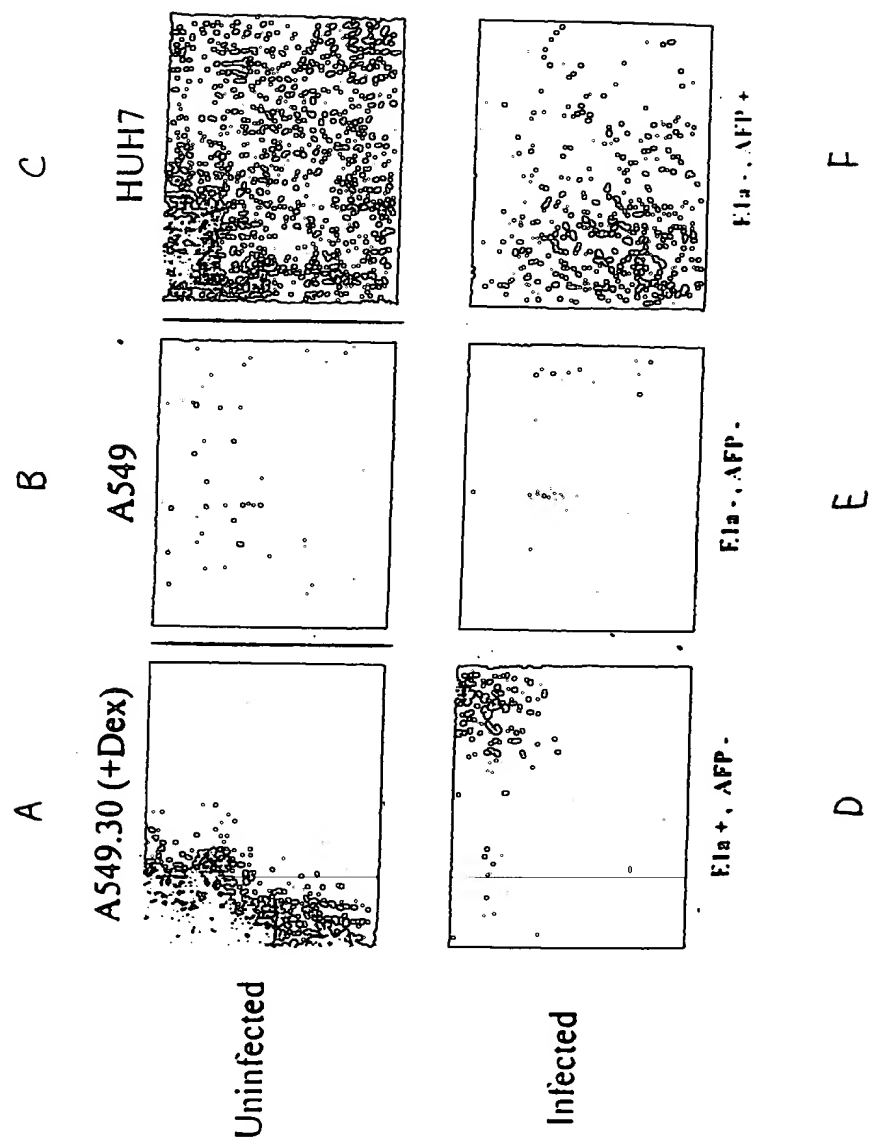 A B C
A549.30 (+Dex) A549 HUH7
Uninfected
Infected
E1a +, AFP - E1a -, AFP - E1a -, AFP +
D E F